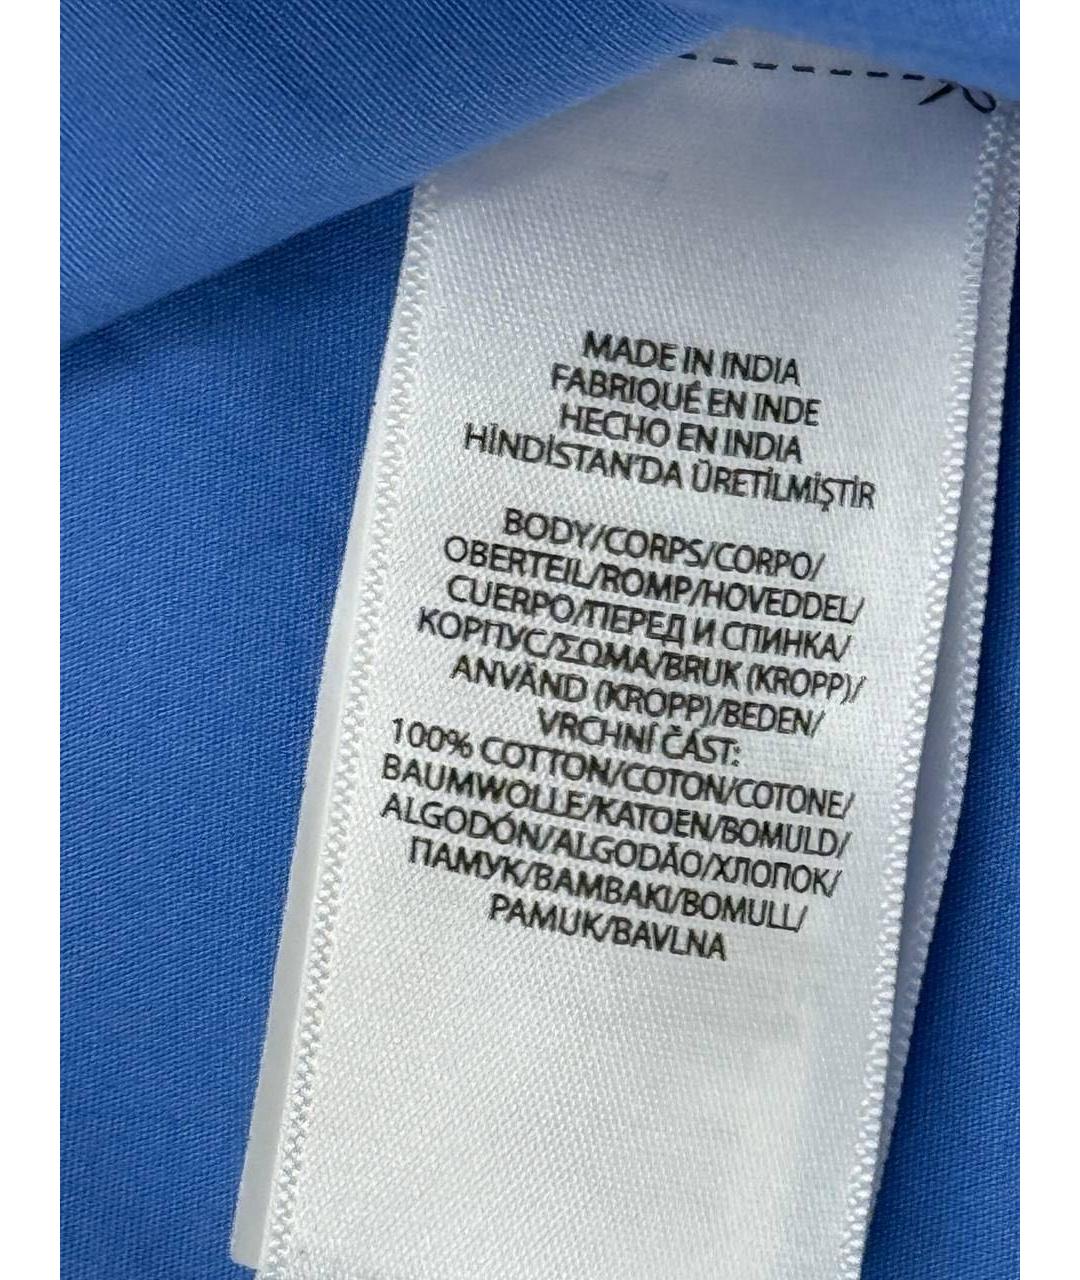 MADE IN INDIA
FABRIQUÉ EN INDE
HECHO EN INDIA
HİNDİSTAN'DA ÜRETİLMİŞTİR
BODY/CORPS/CORPO/
OBERTEIL/ROMP/HOVEDDEL/
CUERPO/ПЕРЕД И СПИНКА/
КОРПУС/ΣΩΜΑ/BRUK (KROPP)/
ANVÄND (KROPP)/BEDEN/
VRCHNÍ ČÁST:
100% COTTON/COTON/COTONE/
BAUMWOLLE/KATOEN/BOMULD/
ALGODÓN/ALGODÃO/ХЛОПОК/
ПАМУК/ΒΑΜΒΑΚΙ/BOMULL/
PAMUK/BAVLNA